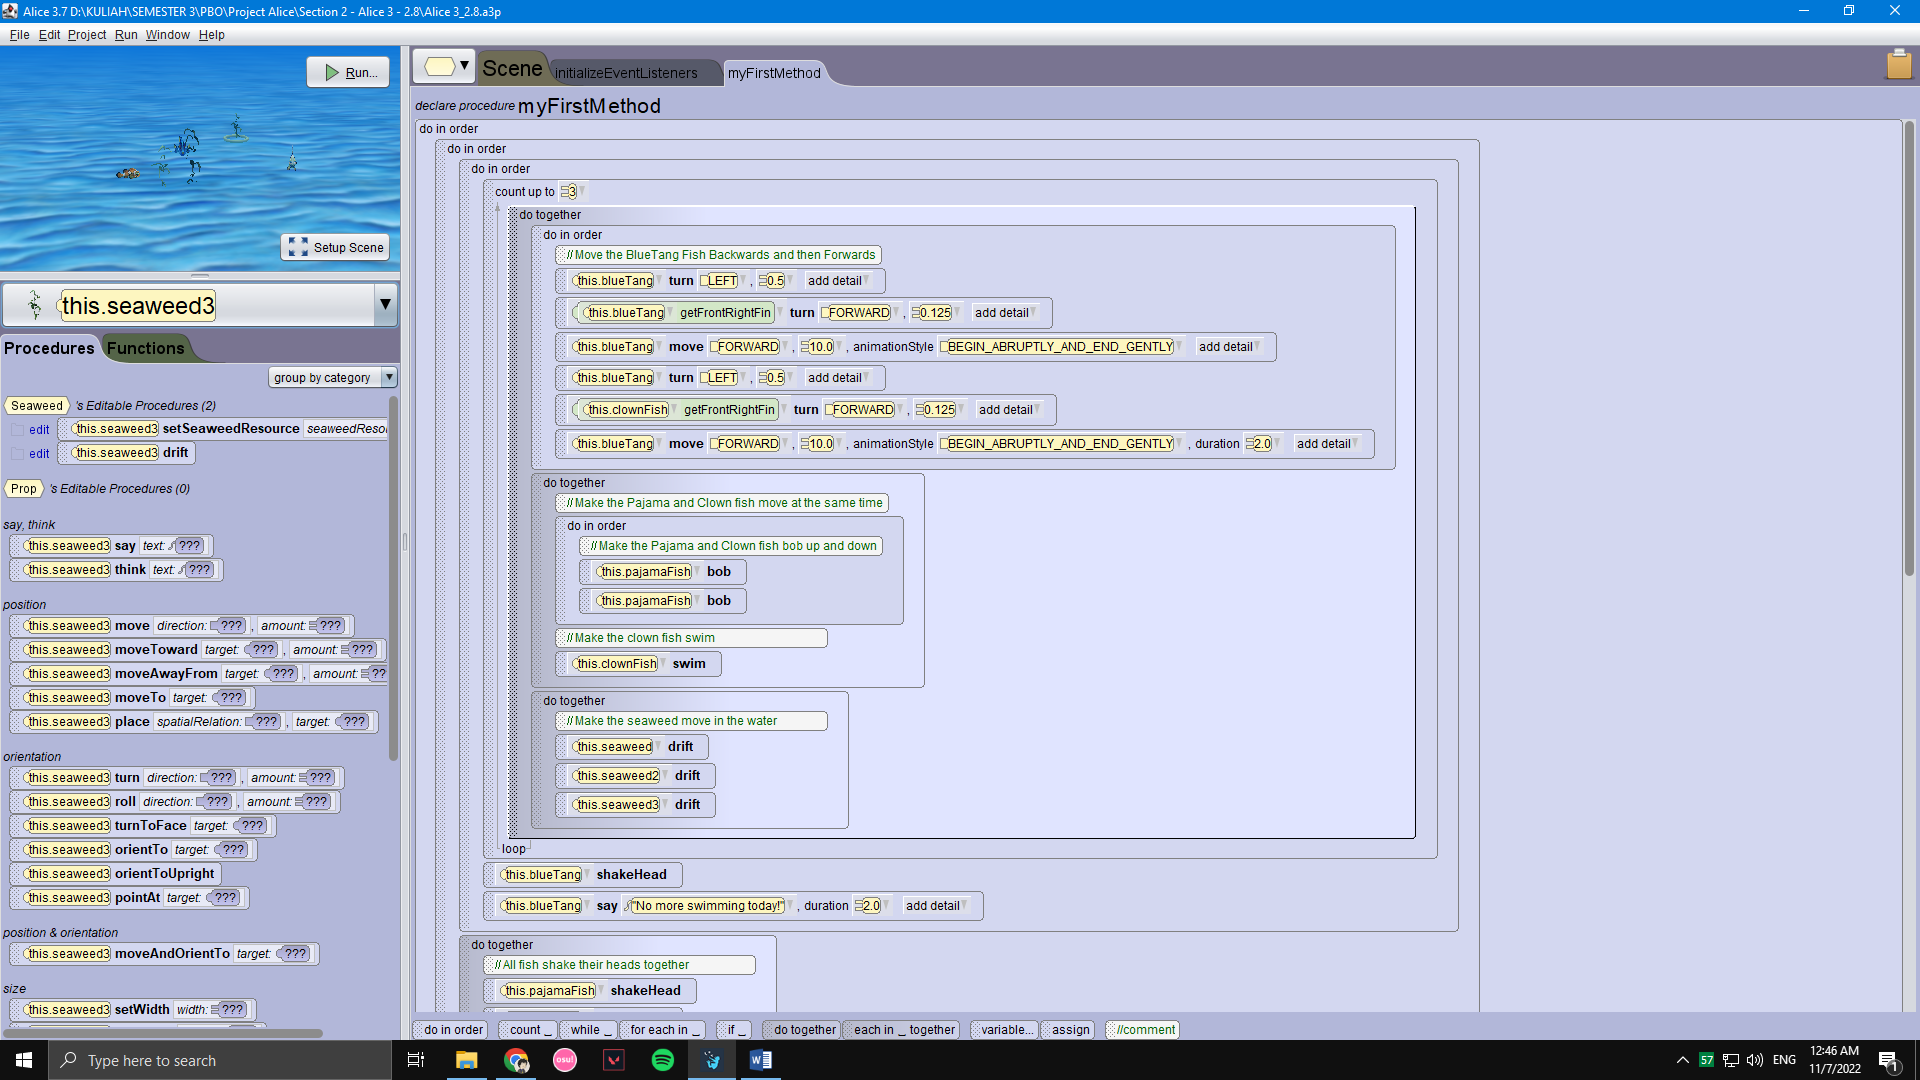 Alice 3.7 D:\KULIAH\SEMESTER 3\PBO\Project Alice\Section 2 - Alice 3 - 2.8\Alice 3_2.8.a3p
File Edit Project Run Window Help
Run...
Setup Scene
this.seaweed3
Procedures Functions
group by category
Seaweed 's Editable Procedures (2)
edit this.seaweed3 setSeaweedResource seaweedResou
edit this.seaweed3 drift
Prop 's Editable Procedures (0)
say, think
this.seaweed3 say text: ???
this.seaweed3 think text: ???
position
this.seaweed3 move direction: ???, amount: ???
this.seaweed3 moveToward target: ???, amount: ???
this.seaweed3 moveAwayFrom target: ???, amount: ??
this.seaweed3 moveTo target: ???
this.seaweed3 place spatialRelation: ???, target: ???
orientation
this.seaweed3 turn direction: ???, amount: ???
this.seaweed3 roll direction: ???, amount: ???
this.seaweed3 turnToFace target: ???
this.seaweed3 orientTo target: ???
this.seaweed3 orientToUpright
this.seaweed3 pointAt target: ???
position & orientation
this.seaweed3 moveAndOrientTo target: ???
size
this.seaweed3 setWidth width: ???
Scene initializeEventListeners myFirstMethod
declare procedure myFirstMethod
do in order
do in order
do in order
count up to 3
do together
do in order
//Move the BlueTang Fish Backwards and then Forwards
this.blueTang turn LEFT, 0.5 add detail
this.blueTang getFrontRightFin turn FORWARD, 0.125 add detail
this.blueTang move FORWARD, 10.0, animationStyle BEGIN_ABRUPTLY_AND_END_GENTLY add detail
this.blueTang turn LEFT, 0.5 add detail
this.clownFish getFrontRightFin turn FORWARD, 0.125 add detail
this.blueTang move FORWARD, 10.0, animationStyle BEGIN_ABRUPTLY_AND_END_GENTLY, duration 2.0 add detail
do together
//Make the Pajama and Clown fish move at the same time
do in order
//Make the Pajama and Clown fish bob up and down
this.pajamaFish bob
this.pajamaFish bob
//Make the clown fish swim
this.clownFish swim
do together
//Make the seaweed move in the water
this.seaweed drift
this.seaweed2 drift
this.seaweed3 drift
loop
this.blueTang shakeHead
this.blueTang say "No more swimming today!", duration 2.0 add detail
do together
//All fish shake their heads together
this.pajamaFish shakeHead
do in order count _ while _ for each in _ if _ do together each in _ together variable... assign //comment
Type here to search
osu!
57
ENG
12:46 AM
11/7/2022
1